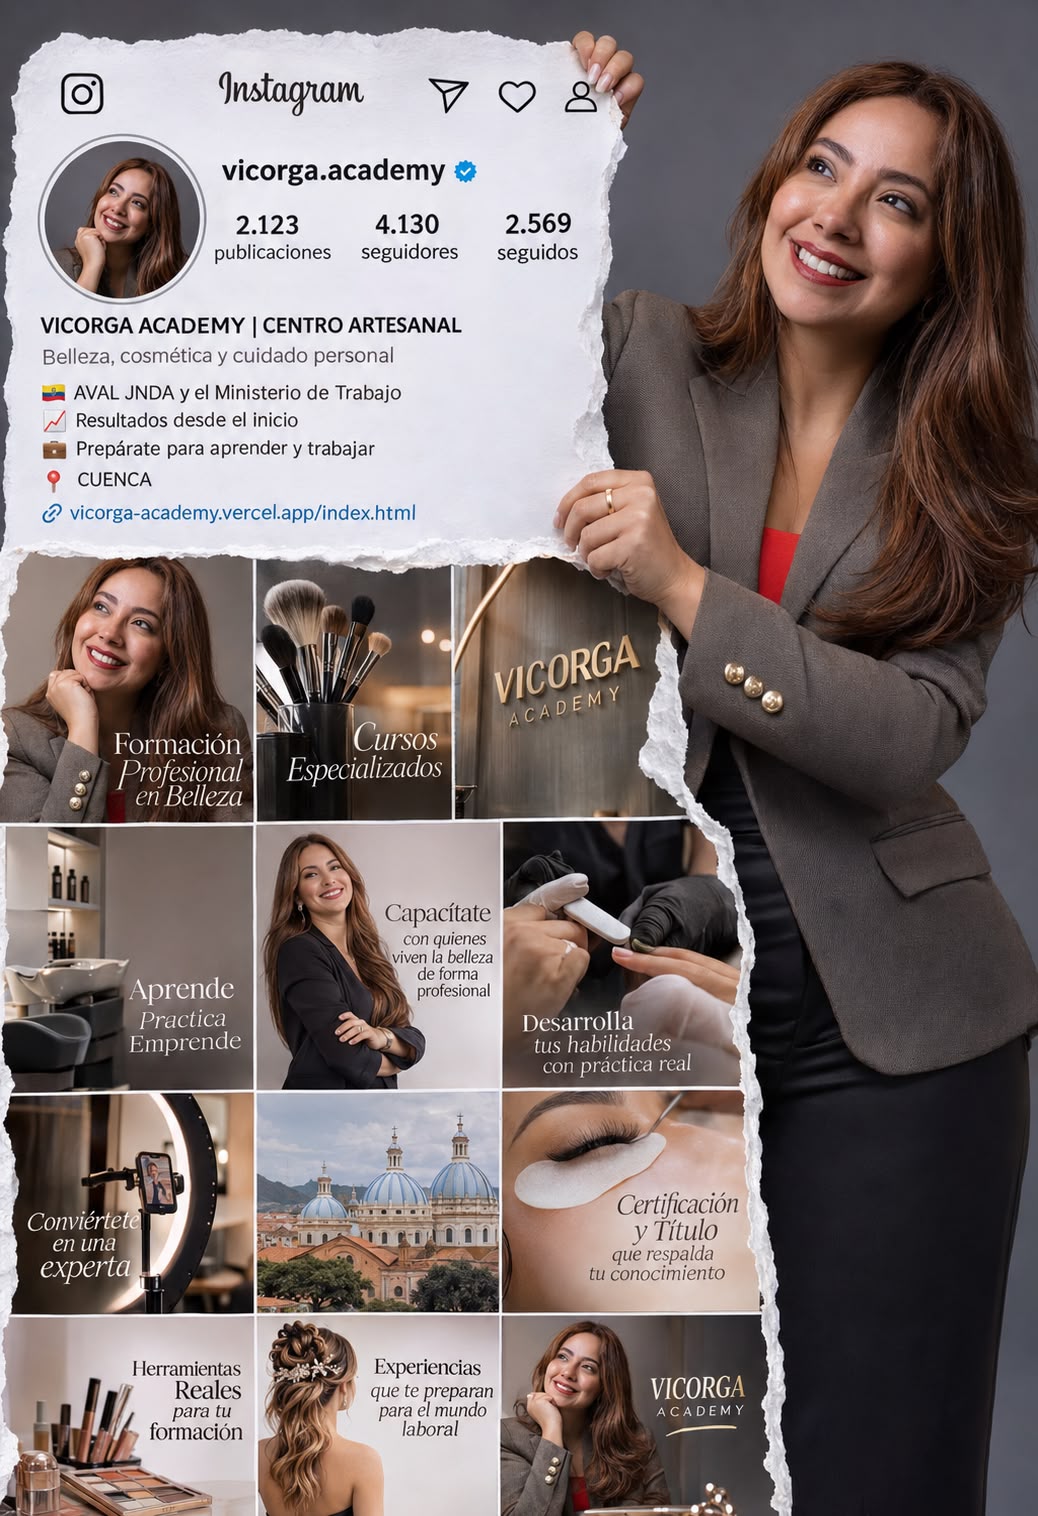 Instagram
vicorga.academy
2.123 4.130 2.569
publicaciones seguidores seguidos
VICORGA ACADEMY | CENTRO ARTESANAL
Belleza, cosmética y cuidado personal
AVAL JNDA y el Ministerio de Trabajo
Resultados desde el inicio
Prepárate para aprender y trabajar
CUENCA
vicorga-academy.vercel.app/index.html
Formación
Profesional
en Belleza
Cursos
Especializados
VICORGA
ACADEMY
Aprende
Practica
Emprende
Capacítate
con quienes
viven la belleza
de forma
profesional
Desarrolla
tus habilidades
con práctica real
Conviértete
en una
experta
Certificación
y Título
que respalda
tu conocimiento
Herramientas
Reales
para tu
formación
Experiencias
que te preparan
para el mundo
laboral
VICORGA
ACADEMY